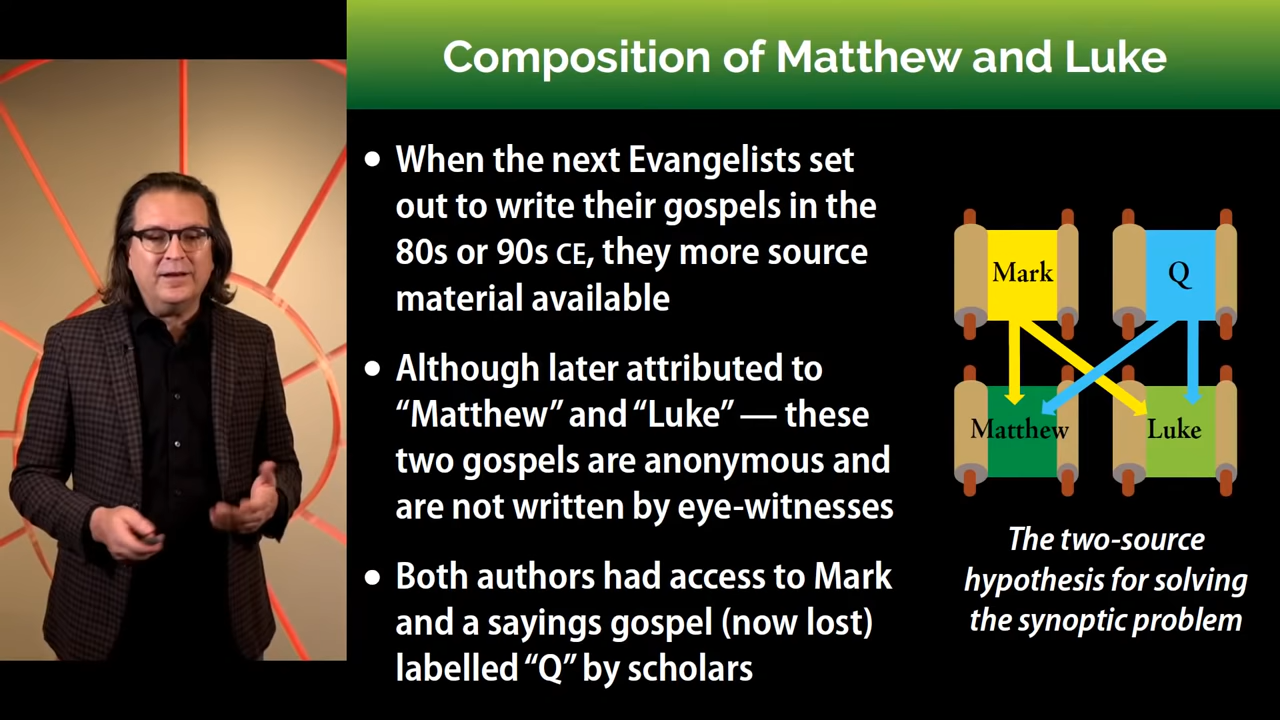 Composition of Matthew and Luke
• When the next Evangelists set
out to write their gospels in the
80s or 90s CE, they more source
material available
• Although later attributed to
“Matthew” and “Luke” — these
two gospels are anonymous and
are not written by eye-witnesses
• Both authors had access to Mark
and a sayings gospel (now lost)
labelled “Q” by scholars
Mark
Q
Matthew
Luke
The two-source
hypothesis for solving
the synoptic problem